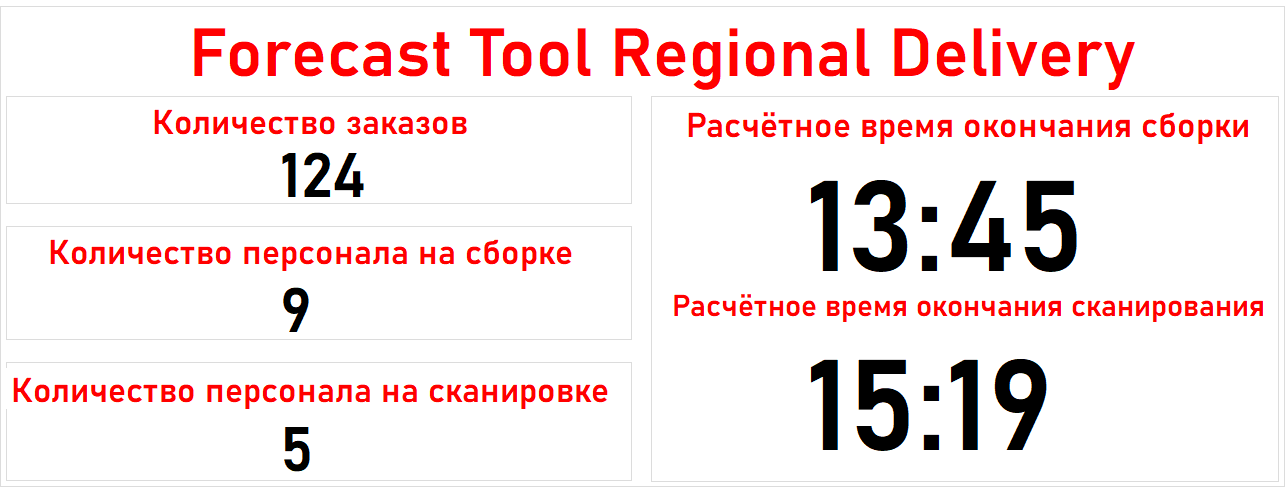 Forecast Tool Regional Delivery
Количество заказов
124
Количество персонала на сборке
9
Количество персонала на сканировке
5
Расчётное время окончания сборки
13:45
Расчётное время окончания сканирования
15:19